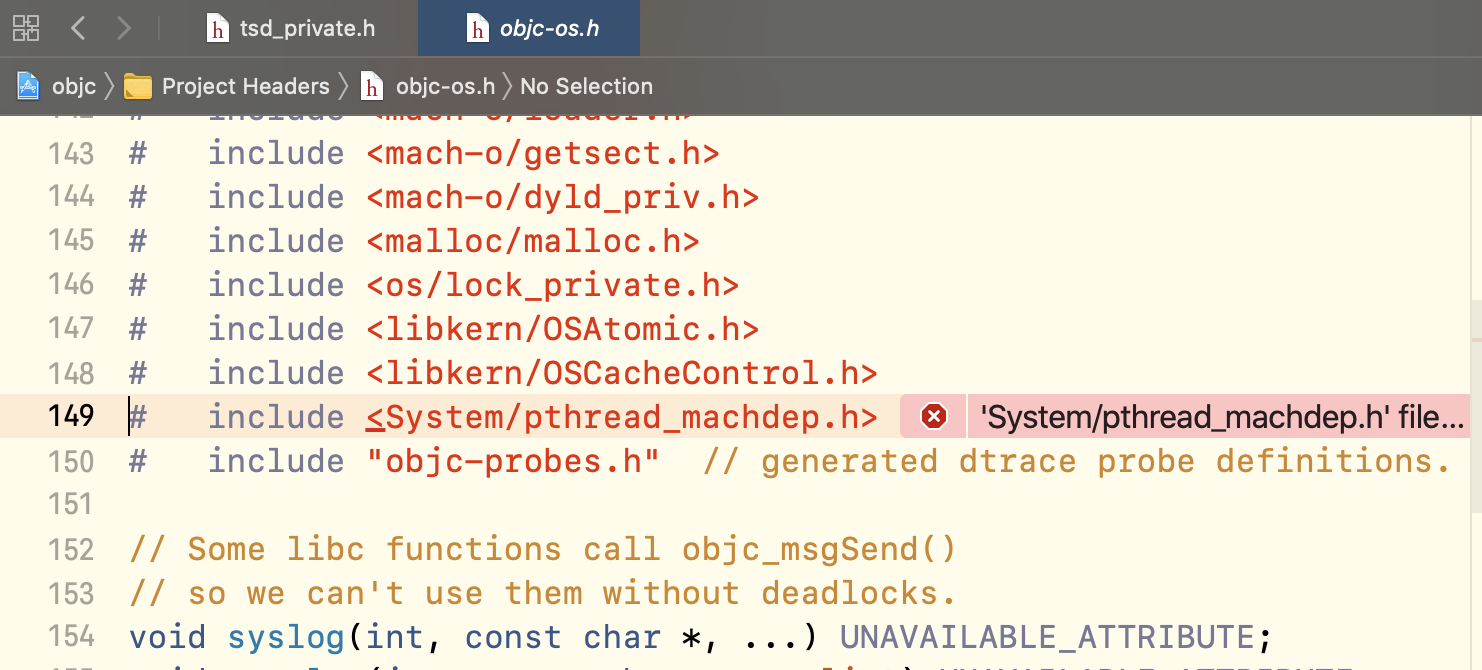 tsd_private.h objc-os.h
objc Project Headers objc-os.h No Selection
142 # include <mach-o/loader.h>
143 # include <mach-o/getsect.h>
144 # include <mach-o/dyld_priv.h>
145 # include <malloc/malloc.h>
146 # include <os/lock_private.h>
147 # include <libkern/OSAtomic.h>
148 # include <libkern/OSCacheControl.h>
149 # include <System/pthread_machdep.h> 'System/pthread_machdep.h' file...
150 # include "objc-probes.h" // generated dtrace probe definitions.
151
152 // Some libc functions call objc_msgSend()
153 // so we can't use them without deadlocks.
154 void syslog(int, const char *, ...) UNAVAILABLE_ATTRIBUTE;